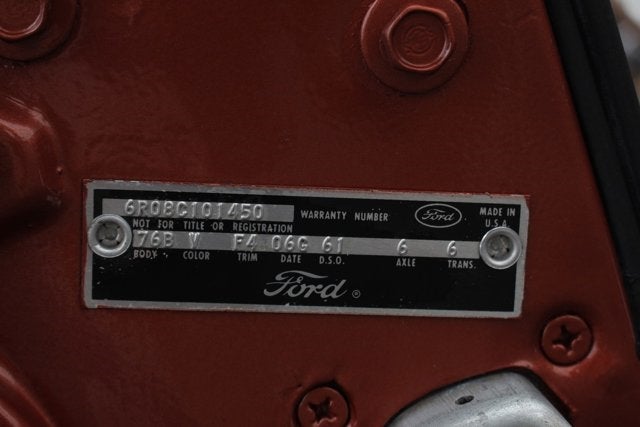 6R08C101450 WARRANTY NUMBER Ford MADE IN U.S.A.
NOT FOR TITLE OR REGISTRATION
76B V F4 06G 61 6 6
BODY COLOR TRIM DATE D.S.O. AXLE TRANS.
Ford ®